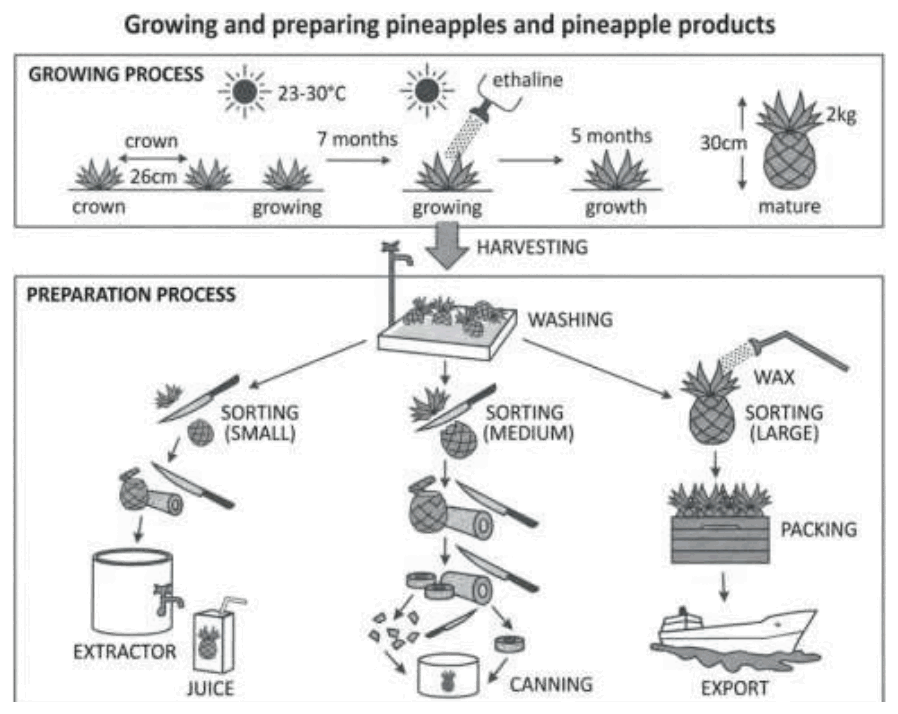 Growing and preparing pineapples and pineapple products
GROWING PROCESS
23-30°C
ethaline
crown
26cm
7 months
5 months
30cm
2kg
crown
growing
growing
growth
mature
HARVESTING
PREPARATION PROCESS
WASHING
SORTING
(SMALL)
SORTING
(MEDIUM)
WAX
SORTING
(LARGE)
PACKING
EXTRACTOR
JUICE
CANNING
EXPORT